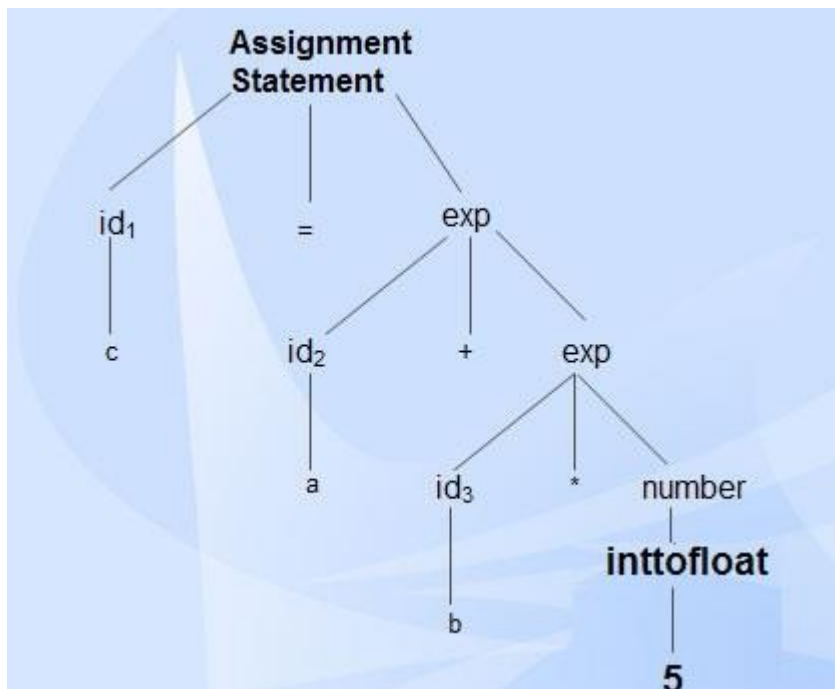 Assignment
Statement
id₁ = exp
c id₂ + exp
a id₃ * number
inttofloat
b
5